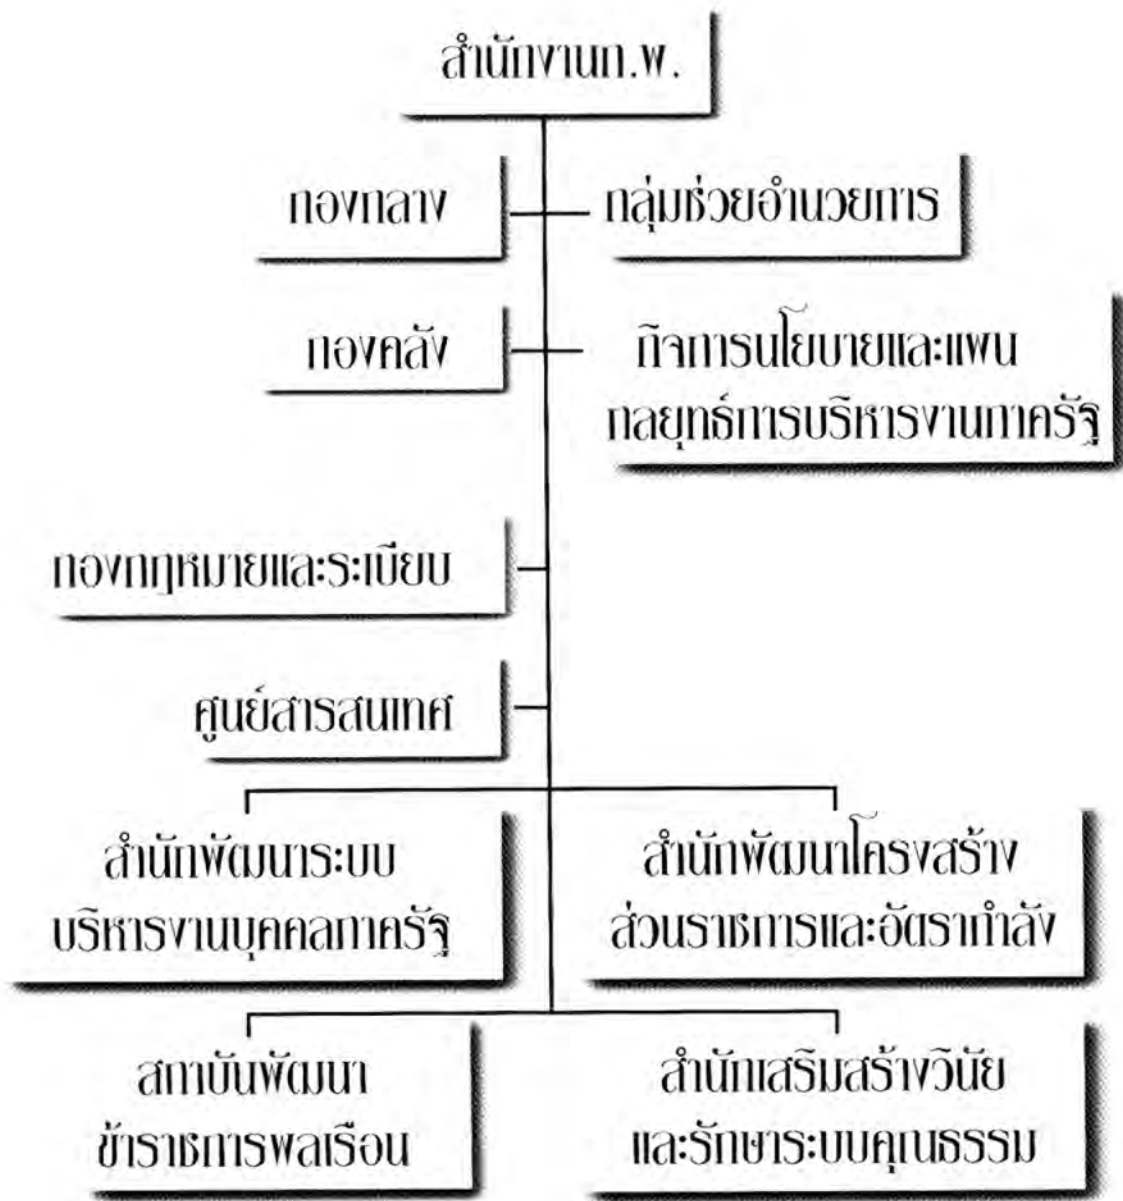 สำนักงานก.พ.
กองกลาง
กลุ่มช่วยอำนวยการ
กองคลัง
กิจการนโยบายและแผน
กลยุทธ์การบริหารงานภาครัฐ
กองกฎหมายและระเบียบ
ศูนย์สารสนเทศ
สำนักพัฒนาระบบ
บริหารงานบุคคลภาครัฐ
สำนักพัฒนาโครงสร้าง
ส่วนราชการและอัตรากำลัง
สถาบันพัฒนา
ข้าราชการพลเรือน
สำนักเสริมสร้างวินัย
และรักษาระบบคุณธรรม